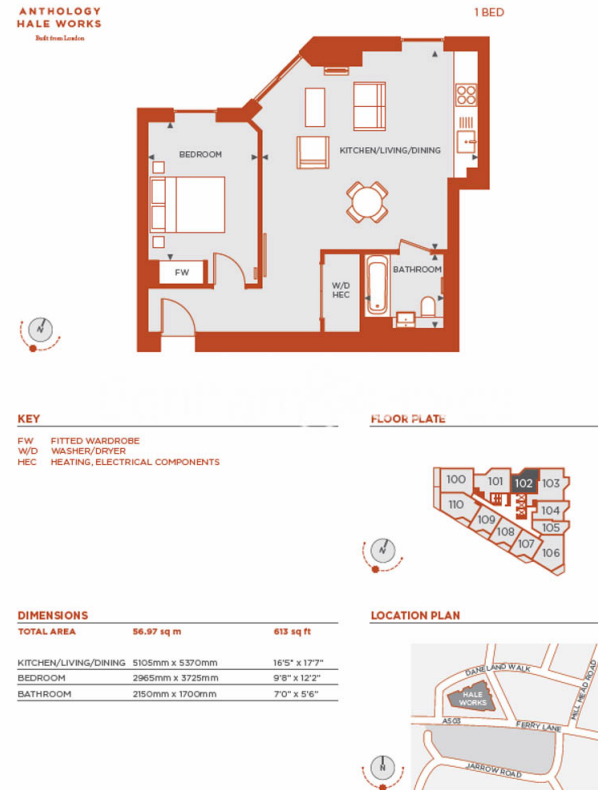 ANTHOLOGY
HALE WORKS
Built from London
1 BED
BEDROOM
KITCHEN/LIVING/DINING
FW
W/D
HEC
BATHROOM
N
KEY
FW FITTED WARDROBE
W/D WASHER/DRYER
HEC HEATING, ELECTRICAL COMPONENTS
FLOOR PLATE
100
101
102
103
104
105
106
107
108
109
110
N
DIMENSIONS
TOTAL AREA 56.97 sq m 613 sq ft
KITCHEN/LIVING/DINING 5105mm x 5370mm 16'5" x 17'7"
BEDROOM 2965mm x 3725mm 9'8" x 12'2"
BATHROOM 2150mm x 1700mm 7'0" x 5'6"
LOCATION PLAN
DANELAND WALK
MILL MEAD ROAD
HALE
WORKS
A503
FERRY LANE
JARROW ROAD
N